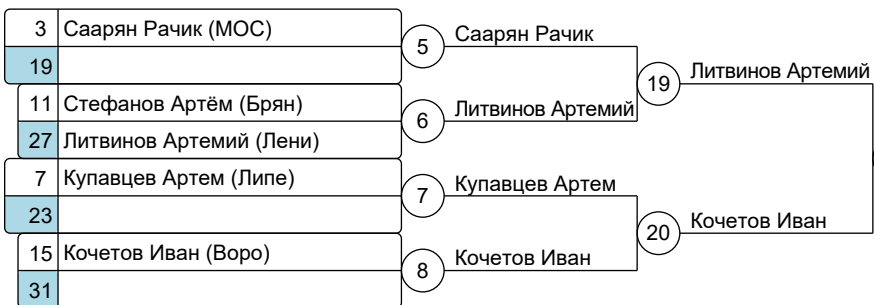 3 Саарян Рачик (МОС)
5 Саарян Рачик
19
19 Литвинов Артемий
11 Стефанов Артём (Брян)
6 Литвинов Артемий
27 Литвинов Артемий (Лени)
7 Купавцев Артем (Липе)
7 Купавцев Артем
23
20 Кочетов Иван
15 Кочетов Иван (Воро)
8 Кочетов Иван
31